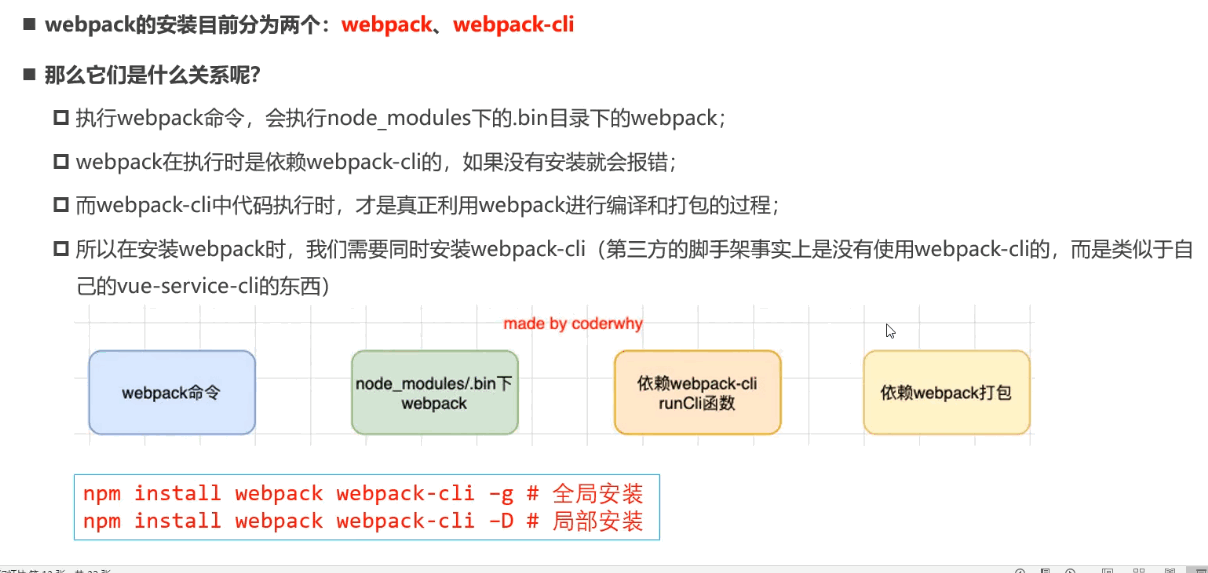 webpack的安装目前分为两个：webpack、webpack-cli
那么它们是什么关系呢？
执行webpack命令，会执行node_modules下的.bin目录下的webpack；
webpack在执行时是依赖webpack-cli的，如果没有安装就会报错；
而webpack-cli中代码执行时，才是真正利用webpack进行编译和打包的过程；
所以在安装webpack时，我们需要同时安装webpack-cli（第三方的脚手架事实上是没有使用webpack-cli的，而是类似于自
己的vue-service-cli的东西）
made by coderwhy
webpack命令
node_modules/.bin下
webpack
依赖webpack-cli
runCli函数
依赖webpack打包
npm install webpack webpack-cli –g # 全局安装
npm install webpack webpack-cli –D # 局部安装